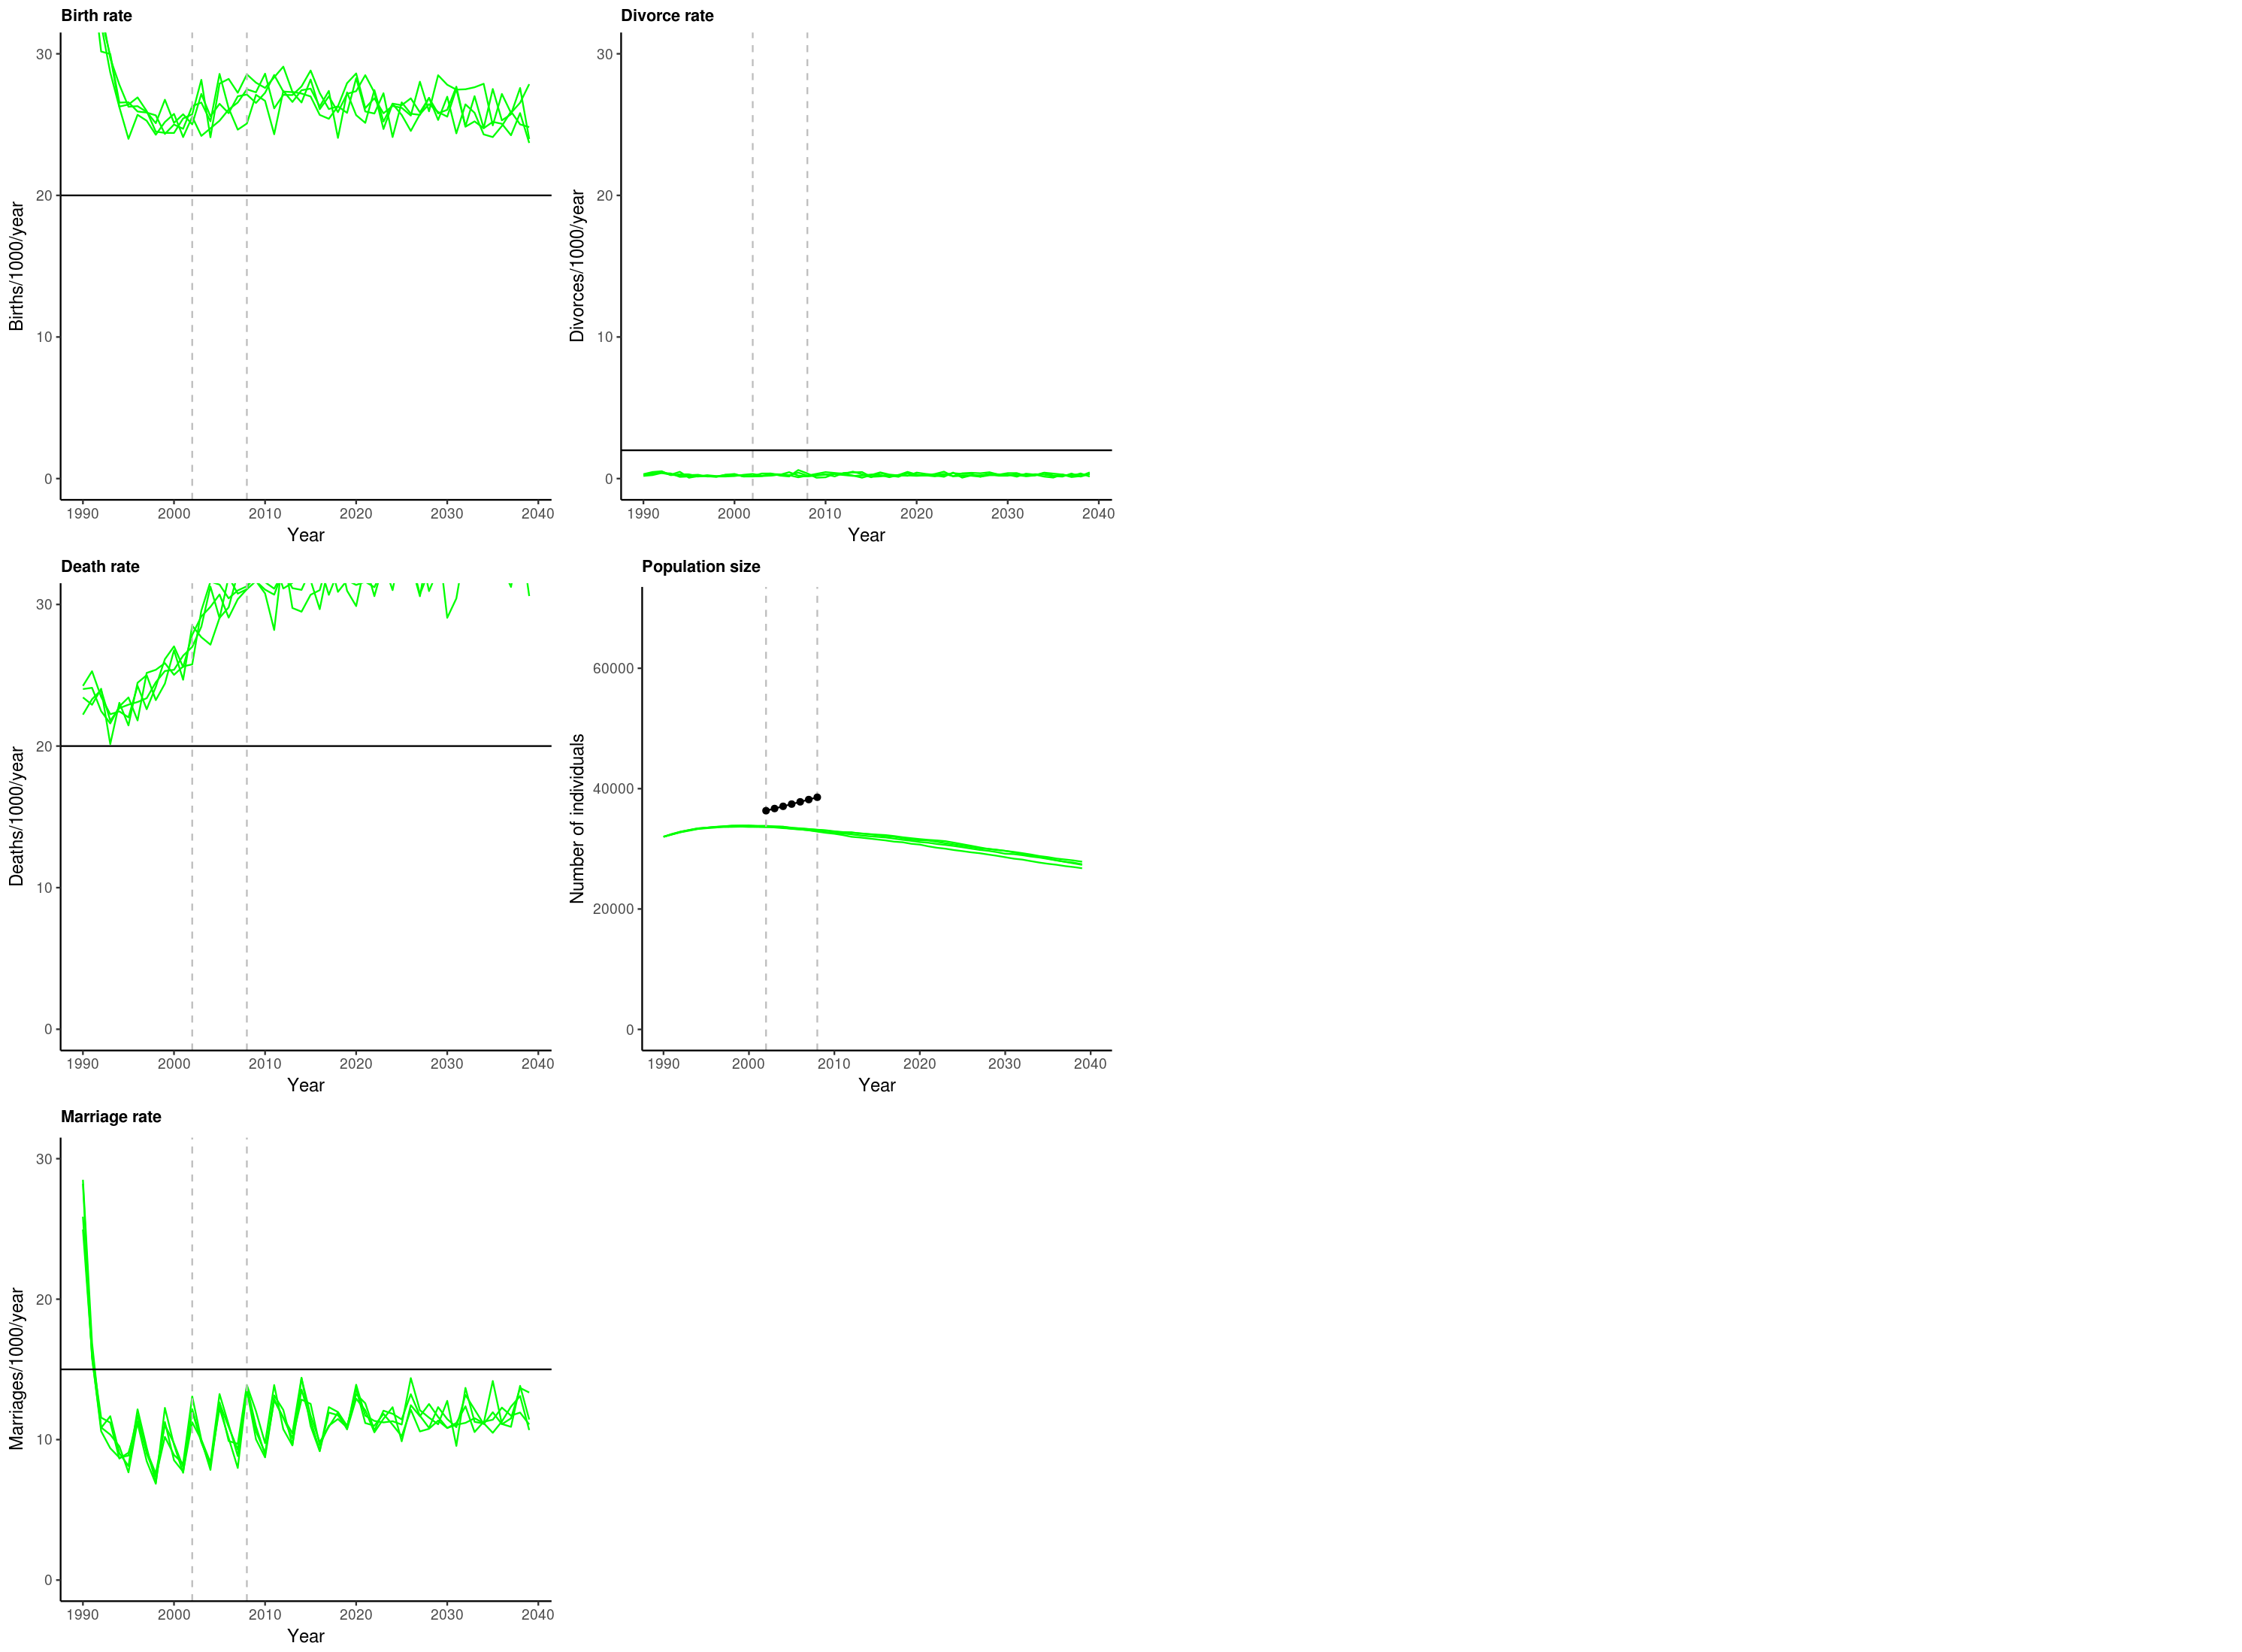 Birth rate
Births/1000/year
30
20
10
0
1990 2000 2010 2020 2030 2040
Year
Divorce rate
Divorces/1000/year
30
20
10
0
1990 2000 2010 2020 2030 2040
Year
Death rate
Deaths/1000/year
30
20
10
0
1990 2000 2010 2020 2030 2040
Year
Population size
Number of individuals
60000
40000
20000
0
1990 2000 2010 2020 2030 2040
Year
Marriage rate
Marriages/1000/year
30
20
10
0
1990 2000 2010 2020 2030 2040
Year